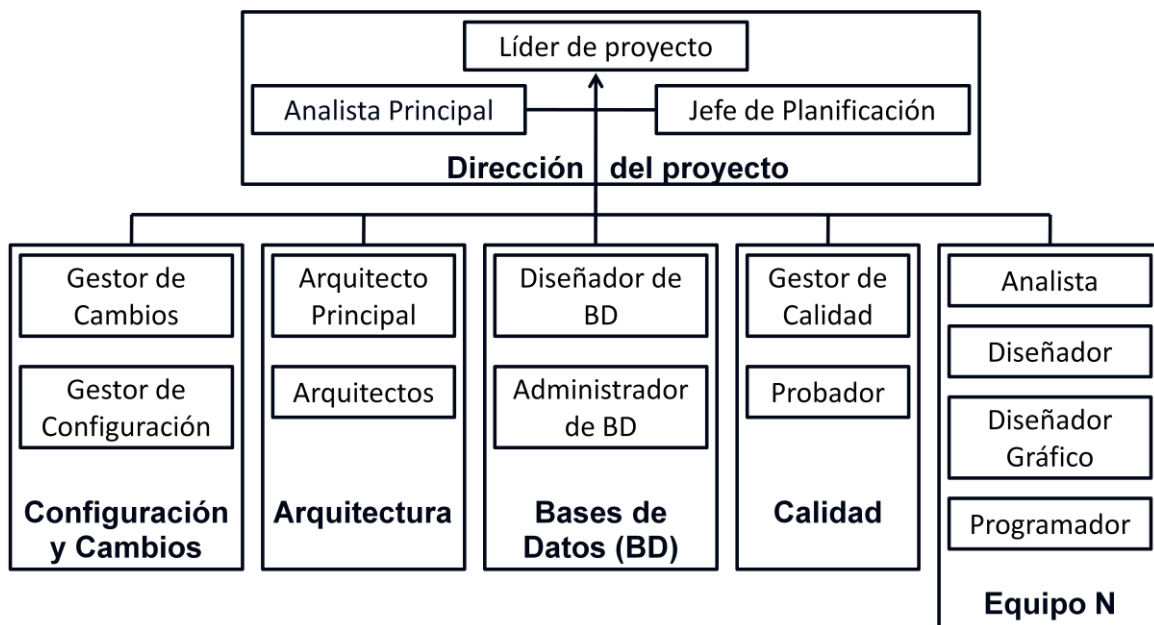 Líder de proyecto
Analista Principal
Jefe de Planificación
Dirección del proyecto
Gestor de
Cambios
Gestor de
Configuración
Configuración
y Cambios
Arquitecto
Principal
Arquitectos
Arquitectura
Diseñador de
BD
Administrador
de BD
Bases de
Datos (BD)
Gestor de
Calidad
Probador
Calidad
Analista
Diseñador
Diseñador
Gráfico
Programador
Equipo N